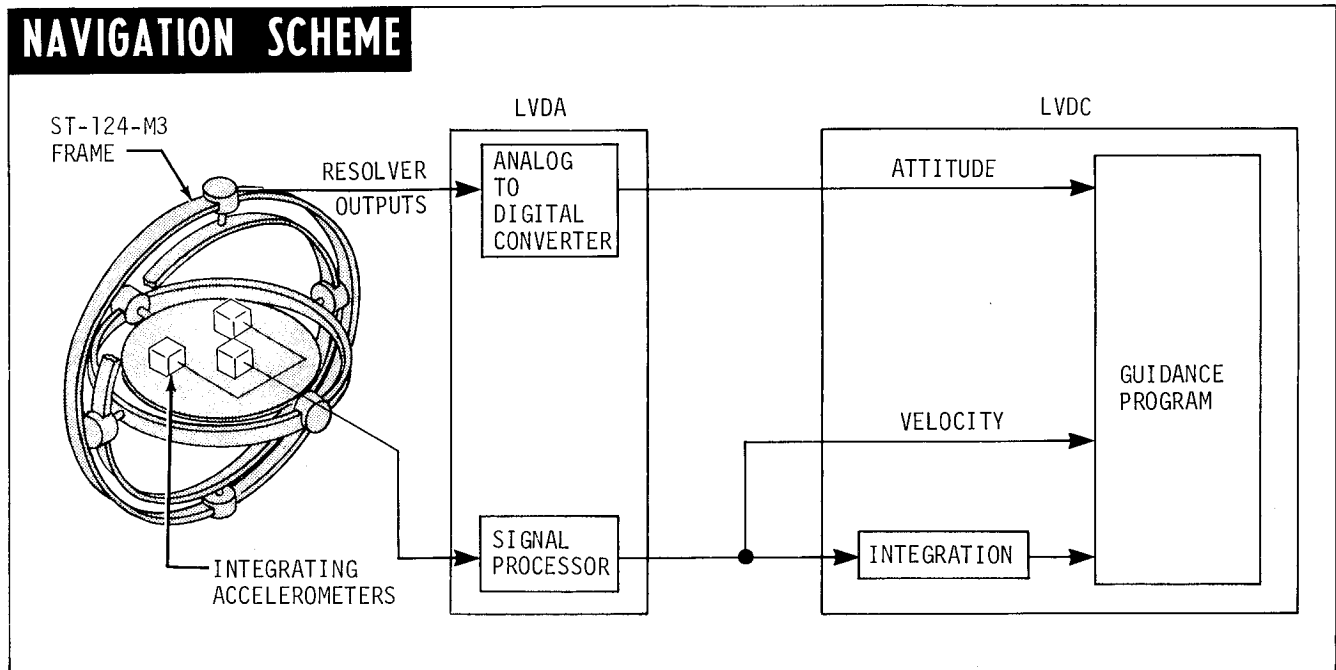 NAVIGATION SCHEME
ST-124-M3
FRAME
RESOLVER
OUTPUTS
LVDA
ANALOG
TO
DIGITAL
CONVERTER
LVDC
ATTITUDE
GUIDANCE
PROGRAM
VELOCITY
SIGNAL
PROCESSOR
INTEGRATION
INTEGRATING
ACCELEROMETERS